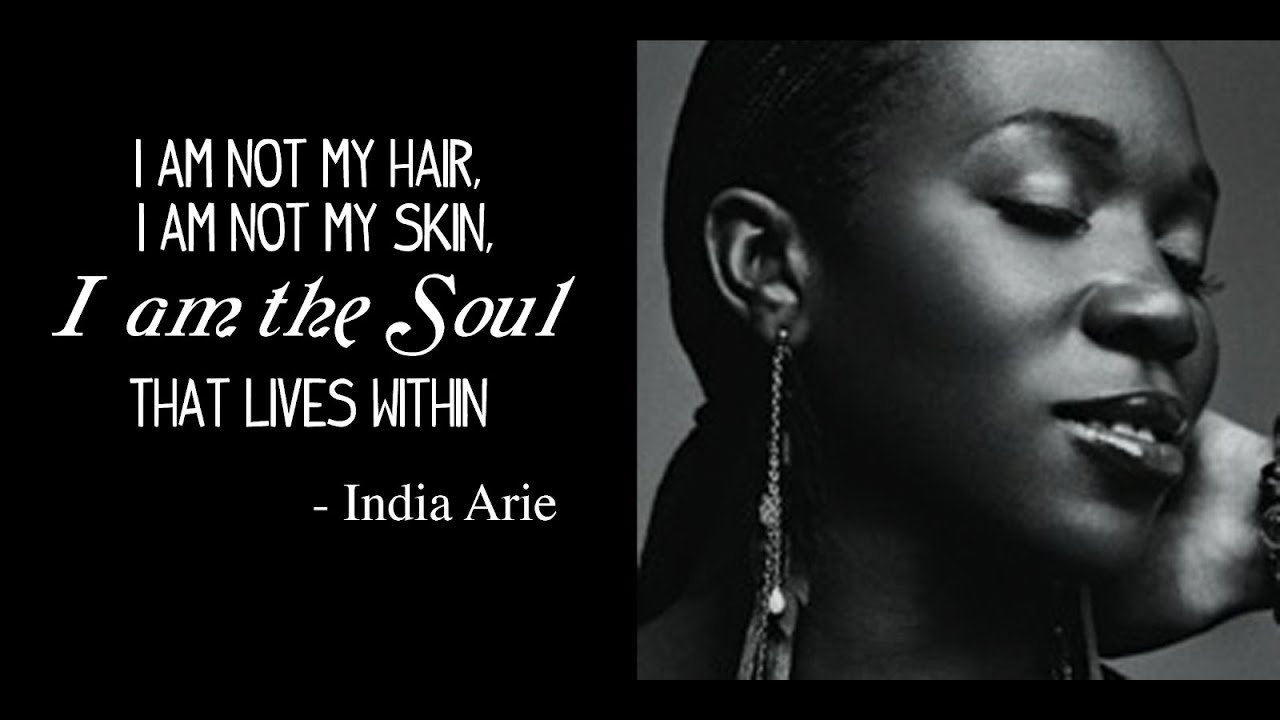 I AM NOT MY HAIR,
I AM NOT MY SKIN,
I am the Soul
THAT LIVES WITHIN
- India Arie